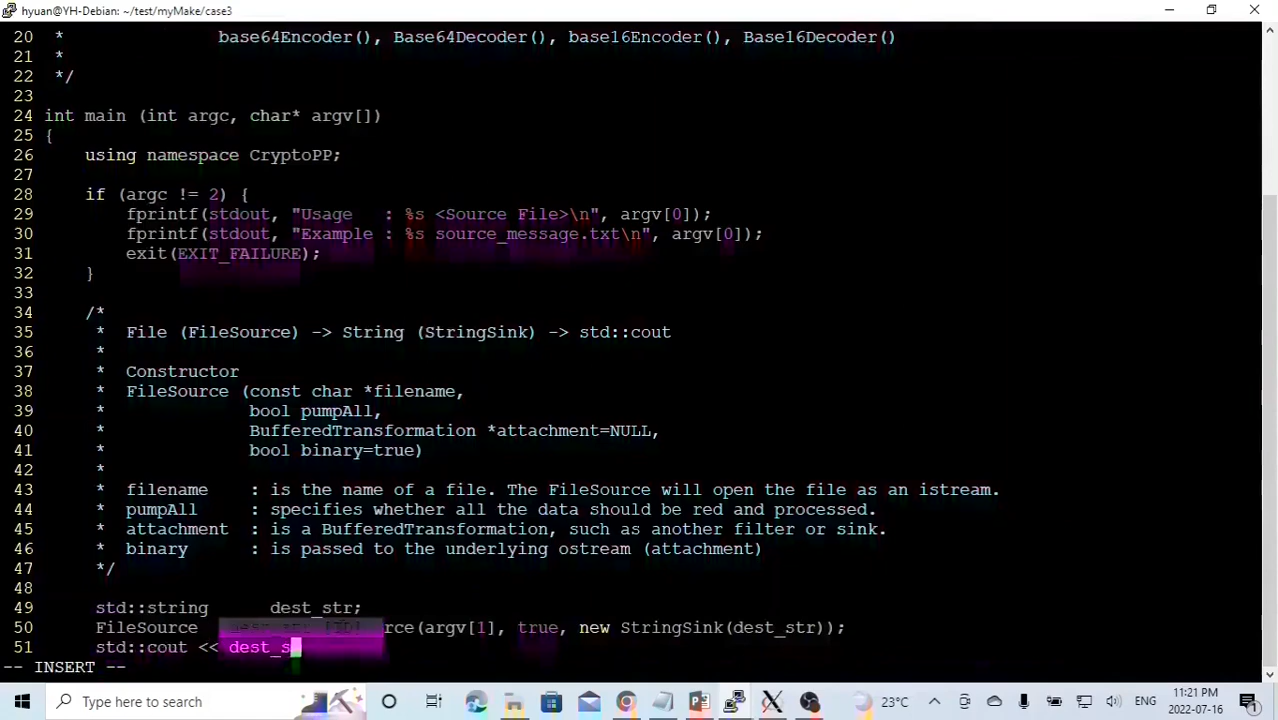 hyuan@YH-Debian: ~/test/myMake/case3
20 * base64Encoder(), Base64Decoder(), base16Encoder(), Base16Decoder()
21 *
22 */
23
24 int main (int argc, char* argv[])
25 {
26 using namespace CryptoPP;
27
28 if (argc != 2) {
29 fprintf(stdout, "Usage : %s <Source File>\n", argv[0]);
30 fprintf(stdout, "Example : %s source_message.txt\n", argv[0]);
31 exit(EXIT_FAILURE);
32 }
33
34 /*
35 * File (FileSource) -> String (StringSink) -> std::cout
36 *
37 * Constructor
38 * FileSource (const char *filename,
39 * bool pumpAll,
40 * BufferedTransformation *attachment=NULL,
41 * bool binary=true)
42 *
43 * filename : is the name of a file. The FileSource will open the file as an istream.
44 * pumpAll : specifies whether all the data should be red and processed.
45 * attachment : is a BufferedTransformation, such as another filter or sink.
46 * binary : is passed to the underlying ostream (attachment)
47 */
48
49 std::string dest_str;
50 FileSource rce(argv[1], true, new StringSink(dest_str));
51 std::cout << dest_s
-- INSERT --
Type here to search
23°C
ENG
11:21 PM
2022-07-16
1